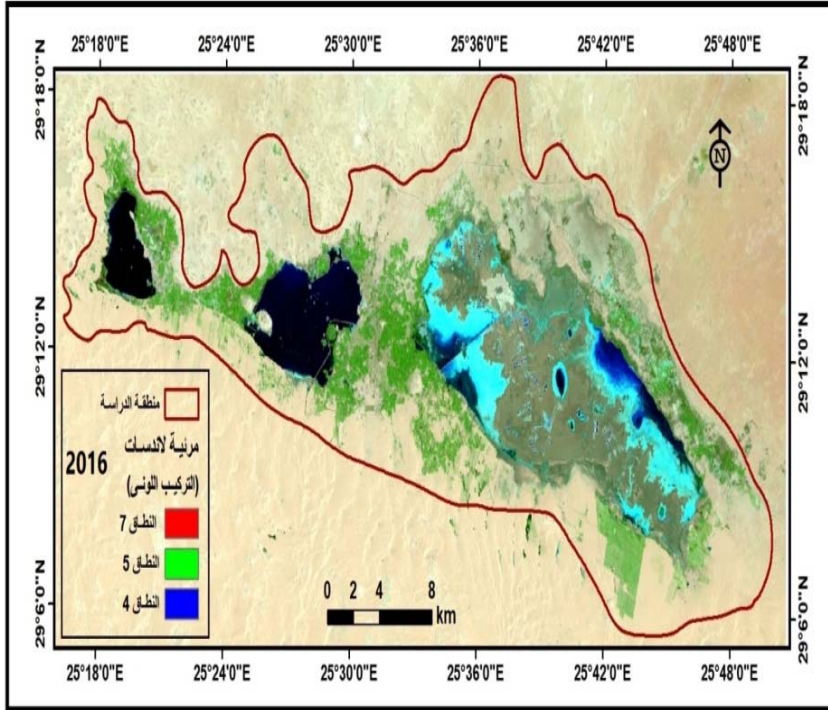 25°18'0"E 25°24'0"E 25°30'0"E 25°36'0"E 25°42'0"E 25°48'0"E
29°18'0"N 29°18'0"N
N
29°12'0"N 29°12'0"N
منطقة الدراسة
مرئية لاندسات
2016
(التركيب اللونى)
النطاق 7
النطاق 5
النطاق 4
0 2 4 8
km
29°6'0"N 29°6'0"N
25°18'0"E 25°24'0"E 25°30'0"E 25°36'0"E 25°42'0"E 25°48'0"E